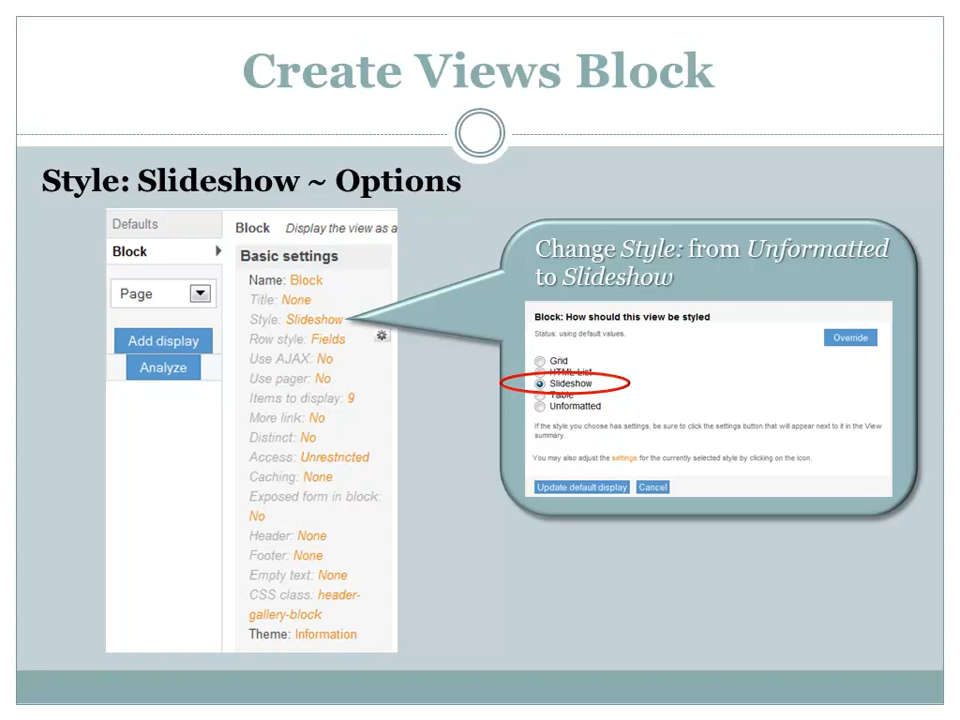 Create Views Block
Style: Slideshow ~ Options
Defaults
Block
Page
Add display
Analyze
Block Display the view as a
Basic settings
Name: Block
Title: None
Style: Slideshow
Row style: Fields
Use AJAX: No
Use pager: No
Items to display: 9
More link: No
Distinct: No
Access: Unrestricted
Caching: None
Exposed form in block:
No
Header: None
Footer: None
Empty text: None
CSS class: header-
gallery-block
Theme: Information
Change Style: from Unformatted
to Slideshow
Block: How should this view be styled
Status: using default values.
Override
Grid
HTML List
Slideshow
Table
Unformatted
If the style you choose has settings, be sure to click the settings button that will appear next to it in the View
summary.
You may also adjust the settings for the currently selected style by clicking on the icon.
Update default display
Cancel